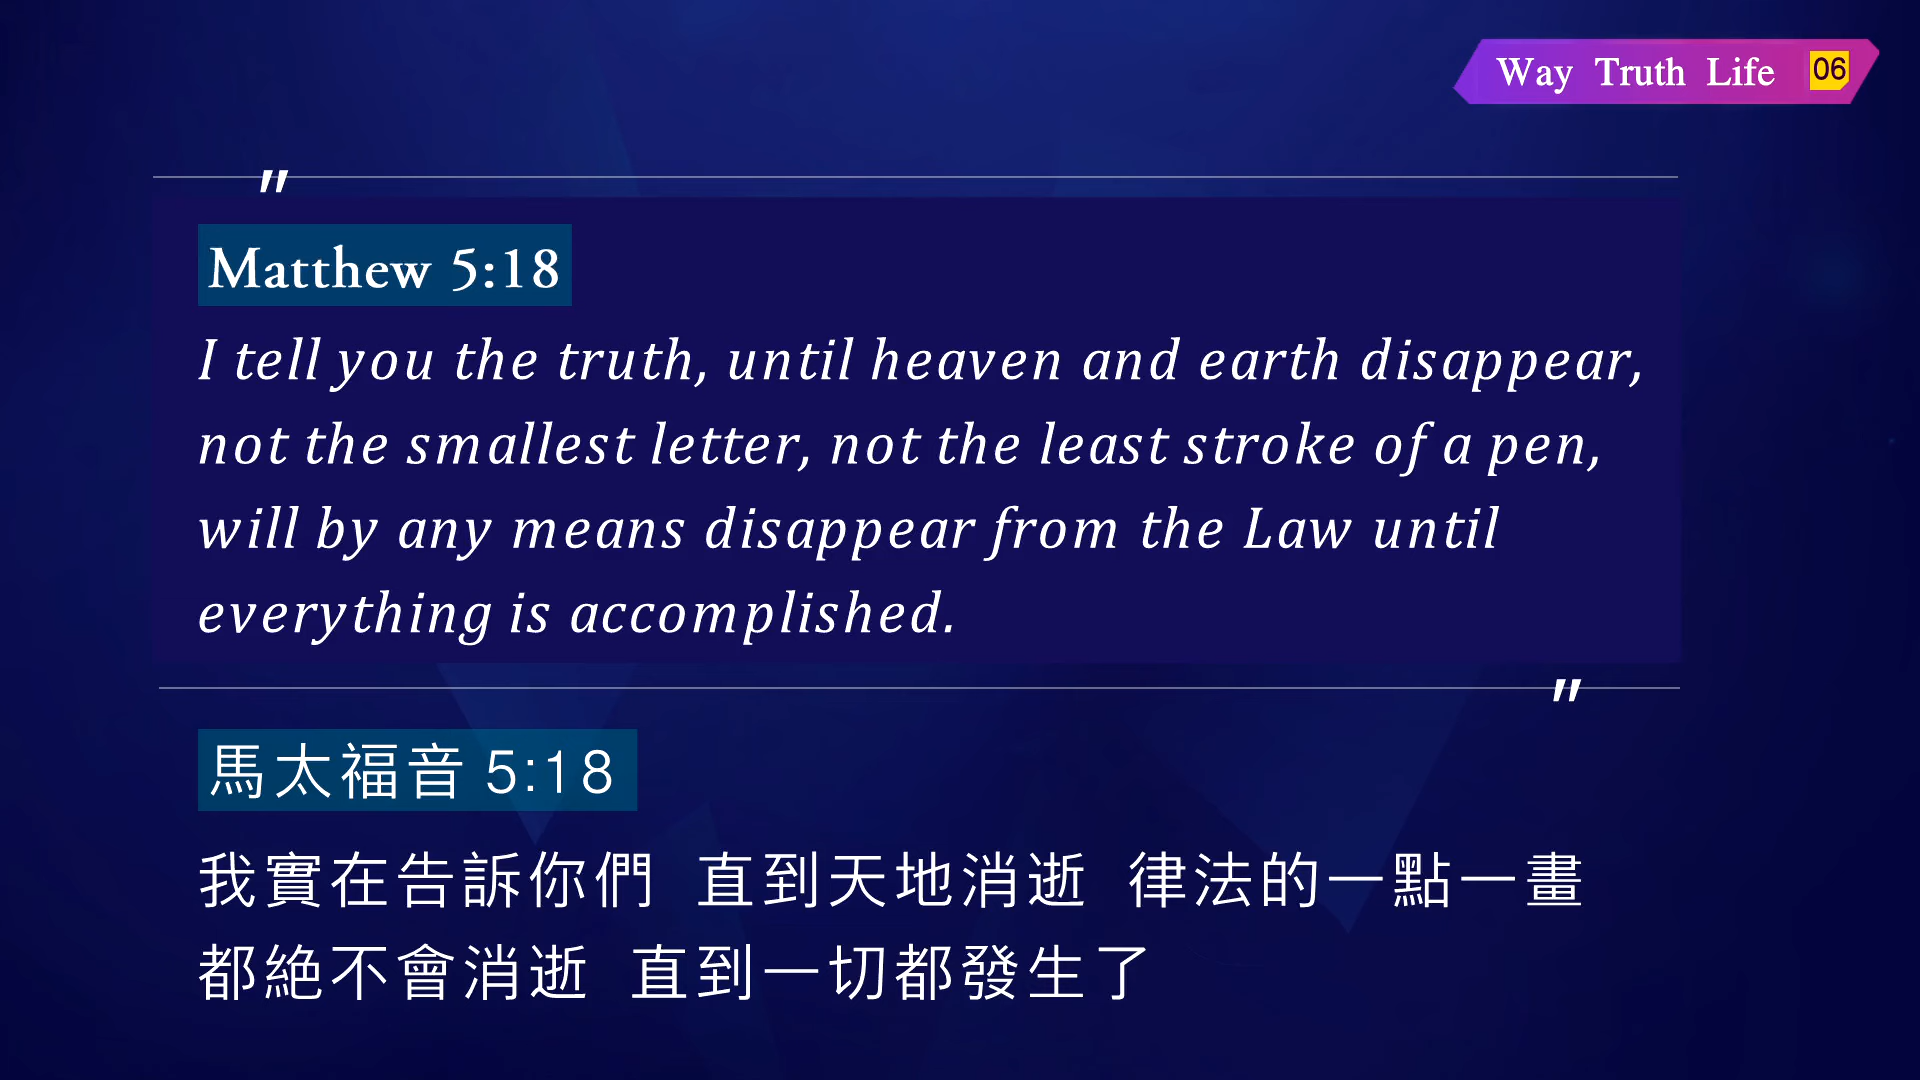 Way Truth Life 06
"
Matthew 5:18
I tell you the truth, until heaven and earth disappear,
not the smallest letter, not the least stroke of a pen,
will by any means disappear from the Law until
everything is accomplished.
"
馬太福音 5:18
我實在告訴你們 直到天地消逝 律法的一點一畫
都絕不會消逝 直到一切都發生了